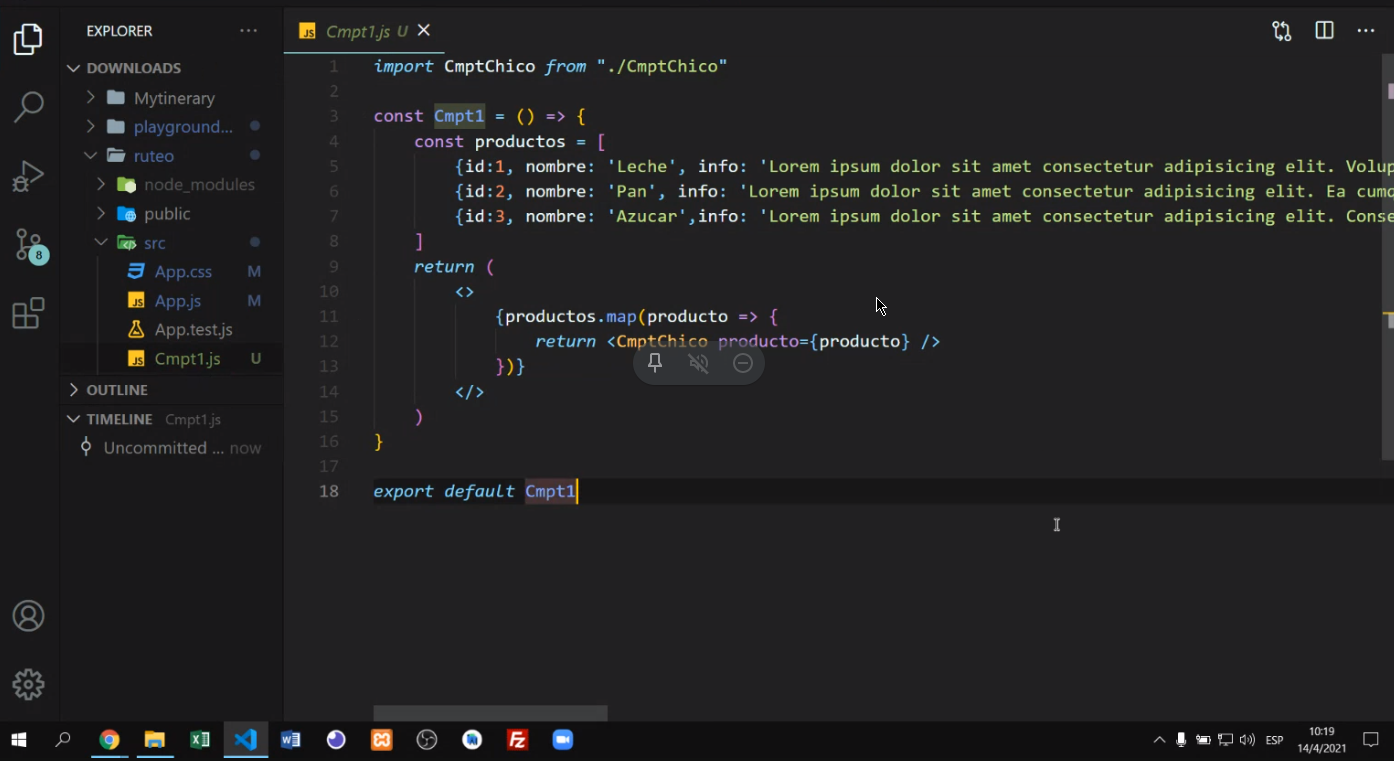 EXPLORER
DOWNLOADS
Mytinerary
playground...
ruteo
node_modules
public
src
App.css M
App.js M
App.test.js
Cmpt1.js U
OUTLINE
TIMELINE Cmpt1.js
Uncommitted ... now
8
Cmpt1.js U
1 import CmptChico from "./CmptChico"
2
3 const Cmpt1 = () => {
4 const productos = [
5 {id:1, nombre: 'Leche', info: 'Lorem ipsum dolor sit amet consectetur adipisicing elit. Volup
6 {id:2, nombre: 'Pan', info: 'Lorem ipsum dolor sit amet consectetur adipisicing elit. Ea cumq
7 {id:3, nombre: 'Azucar',info: 'Lorem ipsum dolor sit amet consectetur adipisicing elit. Conse
8 ]
9 return (
10 <>
11 {productos.map(producto => {
12 return <CmptChico producto={producto} />
13 })}
14 </>
15 )
16 }
17
18 export default Cmpt1
ESP
10:19
14/4/2021